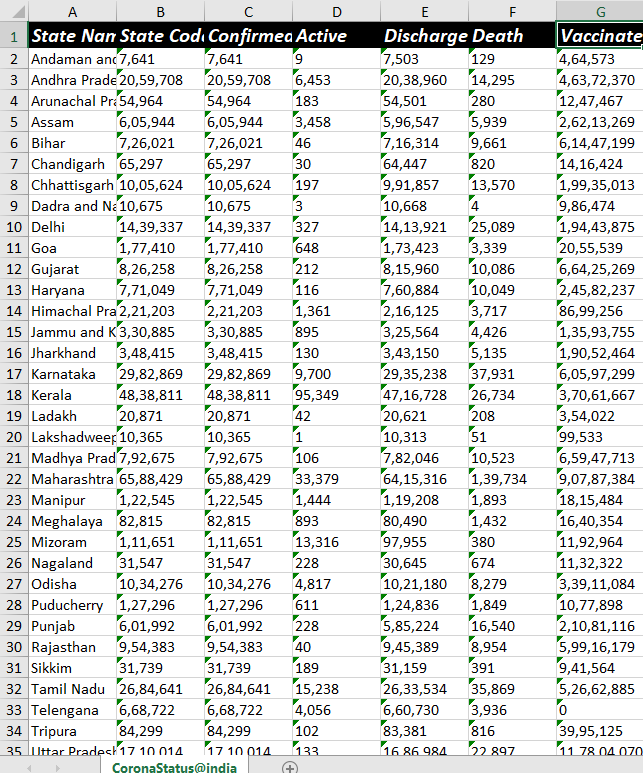 A B C D E F G
1 State Nan State Cod Confirmed Active Discharge Death Vaccinate
2 Andaman and 7,641 7,641 9 7,503 129 4,64,573
3 Andhra Prade 20,59,708 20,59,708 6,453 20,38,960 14,295 4,63,72,370
4 Arunachal Pra 54,964 54,964 183 54,501 280 12,47,467
5 Assam 6,05,944 6,05,944 3,458 5,96,547 5,939 2,62,13,269
6 Bihar 7,26,021 7,26,021 46 7,16,314 9,661 6,14,47,199
7 Chandigarh 65,297 65,297 30 64,447 820 14,16,424
8 Chhattisgarh 10,05,624 10,05,624 197 9,91,857 13,570 1,99,35,013
9 Dadra and Na 10,675 10,675 3 10,668 4 9,86,474
10 Delhi 14,39,337 14,39,337 327 14,13,921 25,089 1,94,43,875
11 Goa 1,77,410 1,77,410 648 1,73,423 3,339 20,55,539
12 Gujarat 8,26,258 8,26,258 212 8,15,960 10,086 6,64,25,269
13 Haryana 7,71,049 7,71,049 116 7,60,884 10,049 2,45,82,237
14 Himachal Pra 2,21,203 2,21,203 1,361 2,16,125 3,717 86,99,256
15 Jammu and K 3,30,885 3,30,885 895 3,25,564 4,426 1,35,93,755
16 Jharkhand 3,48,415 3,48,415 130 3,43,150 5,135 1,90,52,464
17 Karnataka 29,82,869 29,82,869 9,700 29,35,238 37,931 6,05,97,299
18 Kerala 48,38,811 48,38,811 95,349 47,16,728 26,734 3,70,61,667
19 Ladakh 20,871 20,871 42 20,621 208 3,54,022
20 Lakshadweep 10,365 10,365 1 10,313 51 99,533
21 Madhya Prad 7,92,675 7,92,675 106 7,82,046 10,523 6,59,47,713
22 Maharashtra 65,88,429 65,88,429 33,379 64,15,316 1,39,734 9,07,87,384
23 Manipur 1,22,545 1,22,545 1,444 1,19,208 1,893 18,15,484
24 Meghalaya 82,815 82,815 893 80,490 1,432 16,40,354
25 Mizoram 1,11,651 1,11,651 13,316 97,955 380 11,92,964
26 Nagaland 31,547 31,547 228 30,645 674 11,32,322
27 Odisha 10,34,276 10,34,276 4,817 10,21,180 8,279 3,39,11,084
28 Puducherry 1,27,296 1,27,296 611 1,24,836 1,849 10,77,898
29 Punjab 6,01,992 6,01,992 228 5,85,224 16,540 2,10,81,116
30 Rajasthan 9,54,383 9,54,383 40 9,45,389 8,954 5,99,16,179
31 Sikkim 31,739 31,739 189 31,159 391 9,41,564
32 Tamil Nadu 26,84,641 26,84,641 15,238 26,33,534 35,869 5,26,62,885
33 Telengana 6,68,722 6,68,722 4,056 6,60,730 3,936 0
34 Tripura 84,299 84,299 102 83,381 816 39,95,125
35 Uttar Pradesh 17,10,014 17,10,014 133 16,86,984 22,897 11,78,04,070
CoronaStatus@india